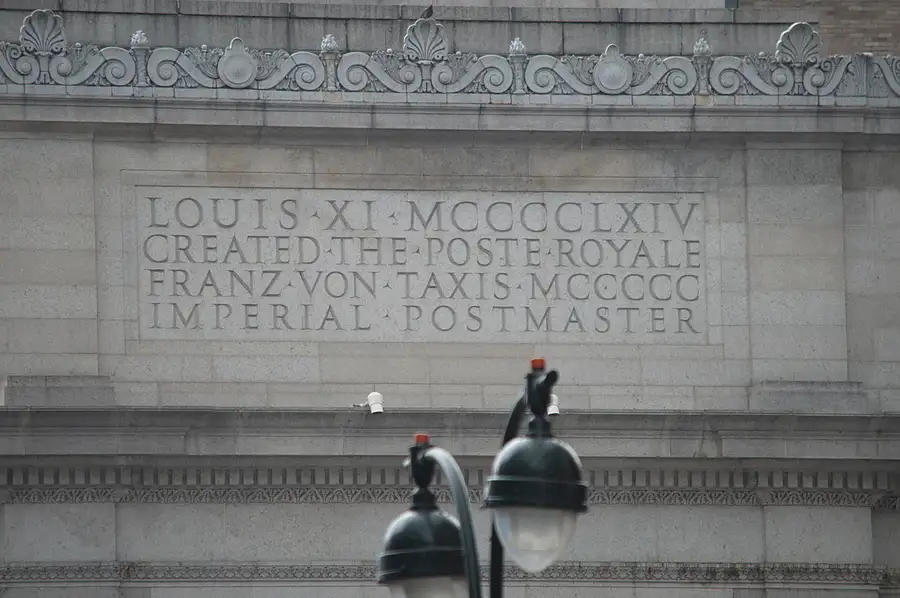 LOUIS · XI · MCCCCLXIV
CREATED · THE · POSTE · ROYALE
FRANZ · VON · TAXIS · MCCCCC
IMPERIAL · POSTMASTER